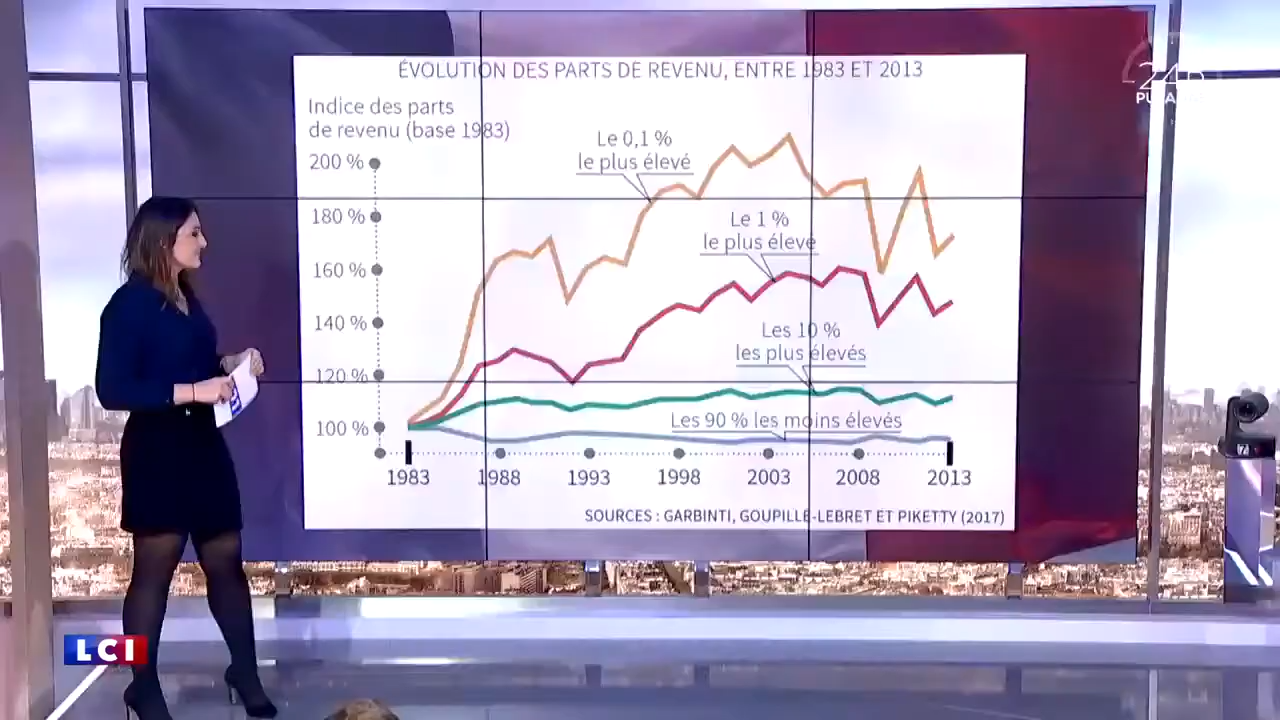 ÉVOLUTION DES PARTS DE REVENU, ENTRE 1983 ET 2013
Indice des parts
de revenu (base 1983)
Le 0,1 %
le plus élevé
200 %
180 %
Le 1 %
le plus élevé
160 %
140 %
Les 10 %
les plus élevés
120 %
100 %
Les 90 % les moins élevés
1983
1988
1993
1998
2003
2008
2013
SOURCES : GARBINTI, GOUPILLE-LEBRET ET PIKETTY (2017)
LCI
24h